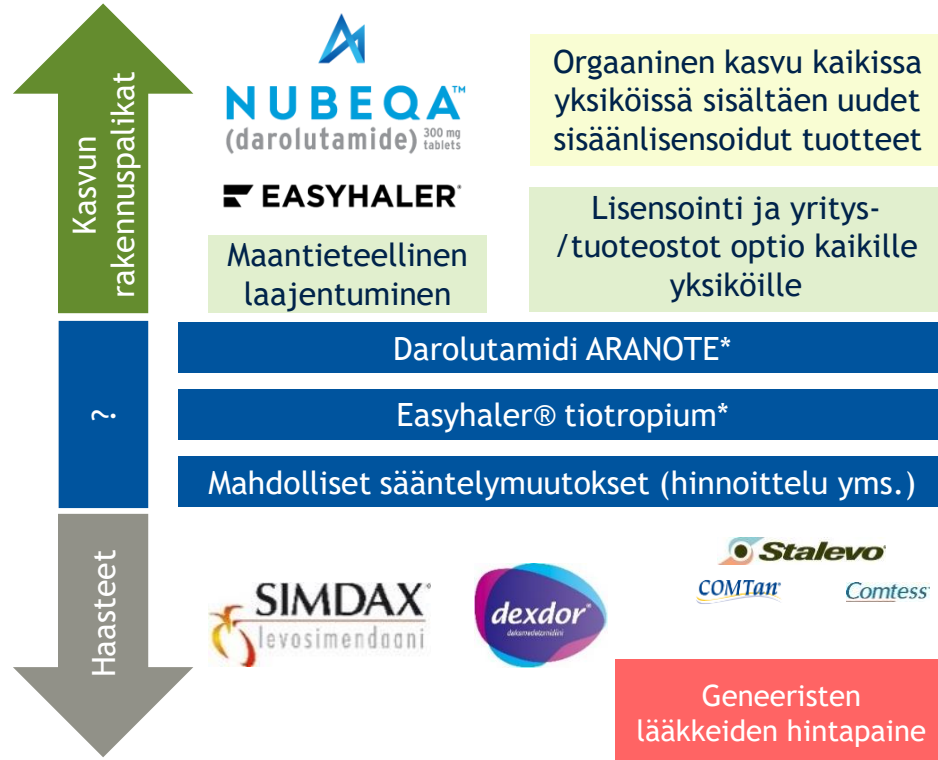 Kasvun
rakennuspalikat
NUBEQA™
(darolutamide) 300 mg tablets
EASYHALER®
Maantieteellinen
laajentuminen
Orgaaninen kasvu kaikissa
yksiköissä sisältäen uudet
sisäänlisensoidut tuotteet
Lisensointi ja yritys-
/tuoteostot optio kaikille
yksiköille
?
Darolutamidi ARANOTE*
Easyhaler® tiotropium*
Mahdolliset sääntelymuutokset (hinnoittelu yms.)
Haasteet
SIMDAX®
levosimendaani
dexdor®
deksmedetomidiini
Stalevo®
COMTan®
Comtess®
Geneeristen
lääkkeiden hintapaine